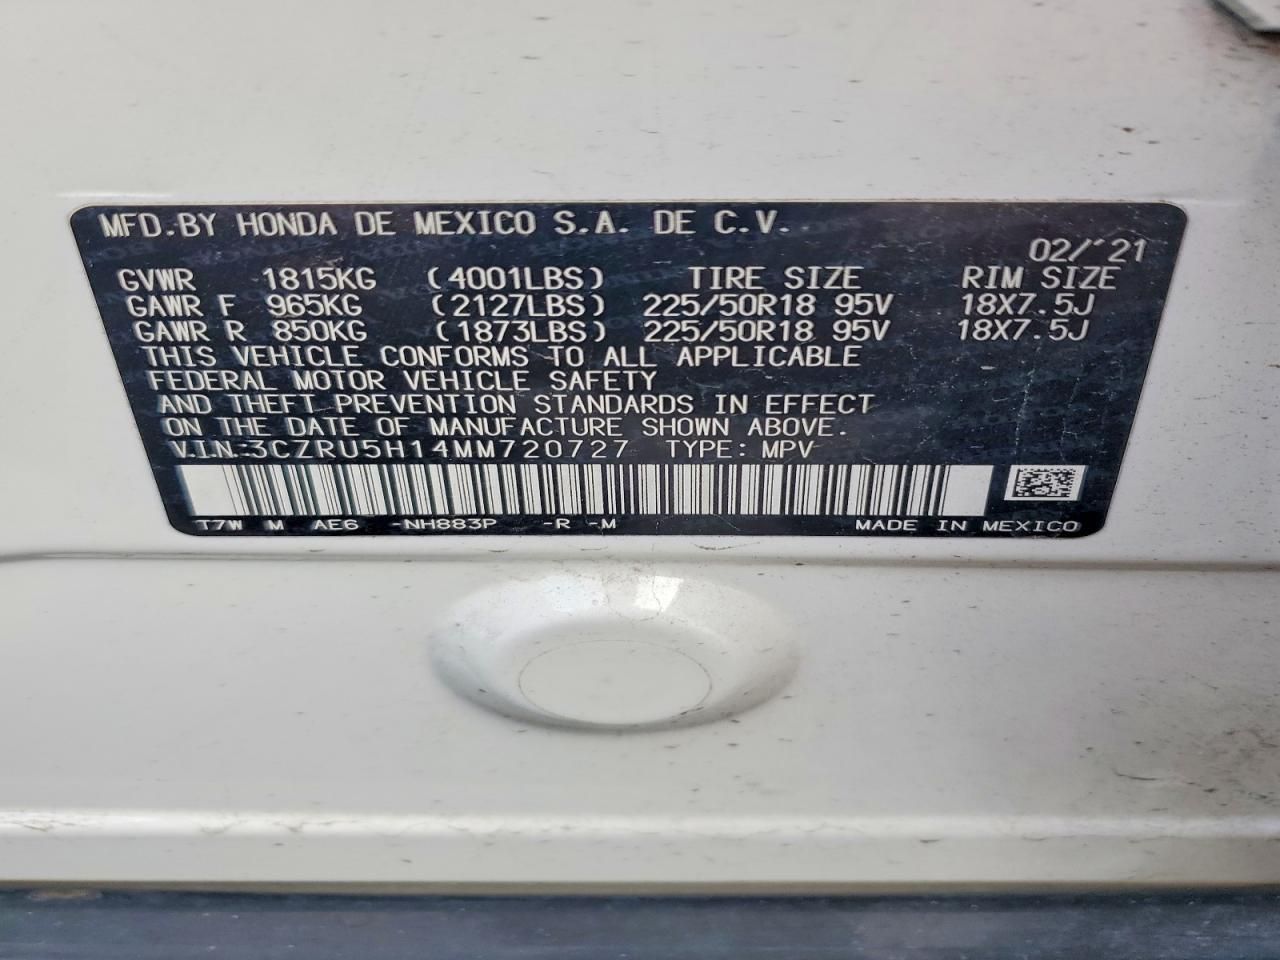 MFD.BY HONDA DE MEXICO S.A. DE C.V.
02/'21
GVWR 1815KG (4001LBS) TIRE SIZE RIM SIZE
GAWR F 965KG (2127LBS) 225/50R18 95V 18X7.5J
GAWR R 850KG (1873LBS) 225/50R18 95V 18X7.5J
THIS VEHICLE CONFORMS TO ALL APPLICABLE
FEDERAL MOTOR VEHICLE SAFETY
AND THEFT PREVENTION STANDARDS IN EFFECT
ON THE DATE OF MANUFACTURE SHOWN ABOVE.
V.I.N:3CZRU5H14MM720727 TYPE: MPV
T7W M AE6 -NH883P -R -M MADE IN MEXICO